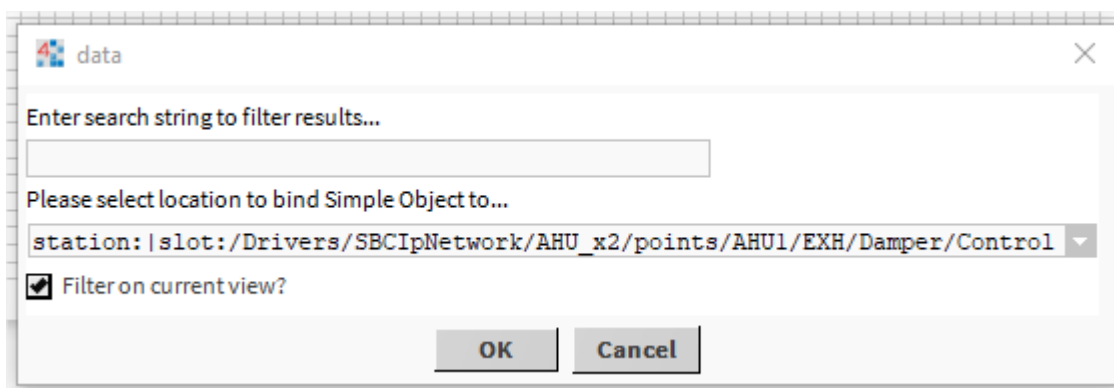 data
Enter search string to filter results...
Please select location to bind Simple Object to...
station:|slot:/Drivers/SBCIpNetwork/AHU_x2/points/AHU1/EXH/Damper/Control
Filter on current view?
OK Cancel